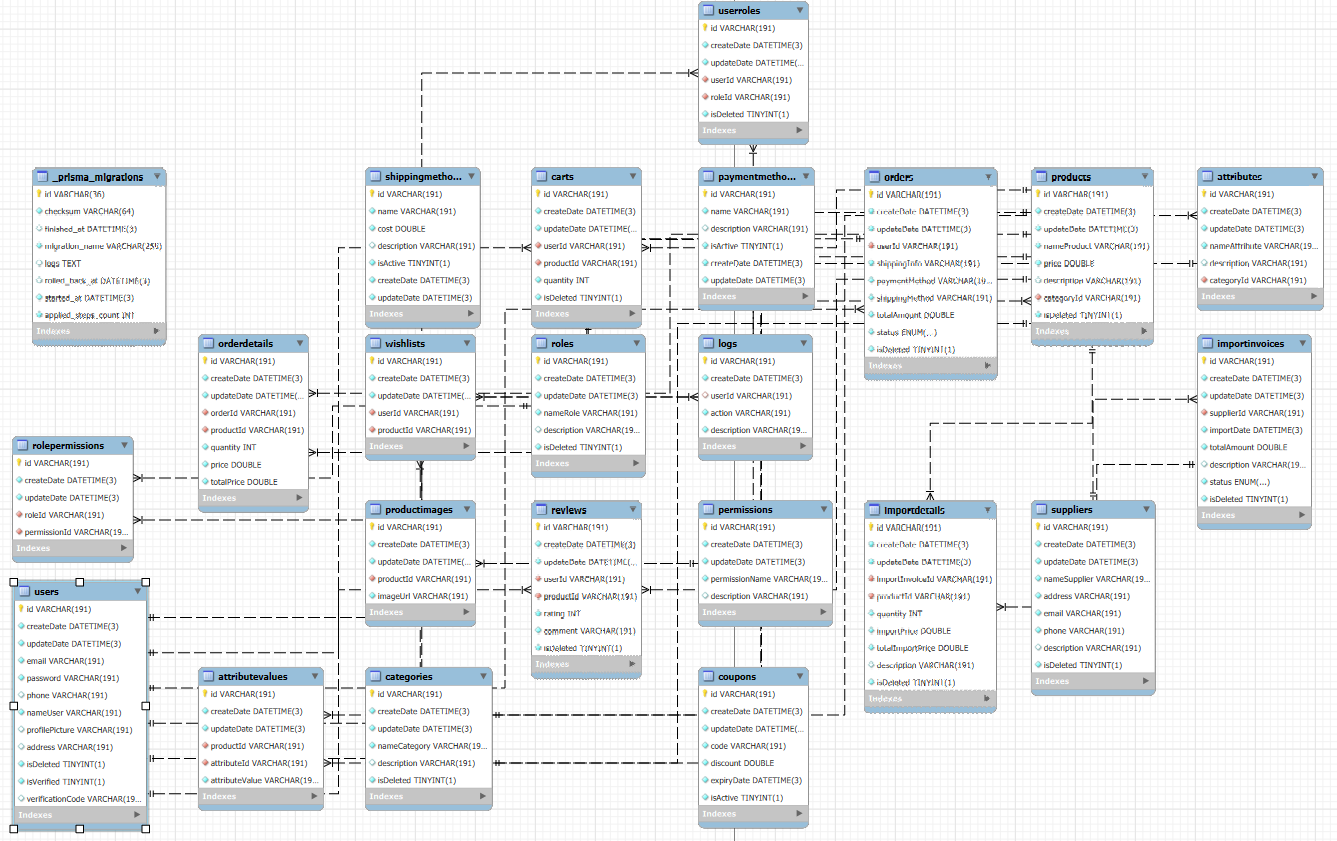 userroles
id VARCHAR(191)
createDate DATETIME(3)
updateDate DATETIME(...
userId VARCHAR(191)
roleId VARCHAR(191)
isDeleted TINYINT(1)
Indexes
_prisma_migrations
id VARCHAR(36)
checksum VARCHAR(64)
finished_at DATETIME(3)
migration_name VARCHAR(255)
logs TEXT
rolled_back_at DATETIME(3)
started_at DATETIME(3)
applied_steps_count INT
Indexes
shippingmetho...
id VARCHAR(191)
name VARCHAR(191)
cost DOUBLE
description VARCHAR(191)
isActive TINYINT(1)
createDate DATETIME(3)
updateDate DATETIME(3)
Indexes
carts
id VARCHAR(191)
createDate DATETIME(3)
updateDate DATETIME(...
userId VARCHAR(191)
productId VARCHAR(191)
quantity INT
isDeleted TINYINT(1)
Indexes
paymentmetho...
id VARCHAR(191)
name VARCHAR(191)
description VARCHAR(191)
isActive TINYINT(1)
createDate DATETIME(3)
updateDate DATETIME(3)
Indexes
orders
id VARCHAR(191)
createDate DATETIME(3)
updateDate DATETIME(3)
userId VARCHAR(191)
shippingInfo VARCHAR(191)
paymentMethod VARCHAR(19...
shippingMethod VARCHAR(191)
totalAmount DOUBLE
status ENUM(...)
isDeleted TINYINT(1)
Indexes
products
id VARCHAR(191)
createDate DATETIME(3)
updateDate DATETIME(3)
nameProduct VARCHAR(191)
price DOUBLE
description VARCHAR(191)
categoryId VARCHAR(191)
isDeleted TINYINT(1)
Indexes
attributes
id VARCHAR(191)
createDate DATETIME(3)
updateDate DATETIME(3)
nameAttribute VARCHAR(19...
description VARCHAR(191)
categoryId VARCHAR(191)
Indexes
orderdetails
id VARCHAR(191)
createDate DATETIME(3)
updateDate DATETIME(...
orderId VARCHAR(191)
productId VARCHAR(191)
quantity INT
price DOUBLE
totalPrice DOUBLE
Indexes
wishlists
id VARCHAR(191)
createDate DATETIME(3)
updateDate DATETIME(...
userId VARCHAR(191)
productId VARCHAR(191)
Indexes
roles
id VARCHAR(191)
createDate DATETIME(3)
updateDate DATETIME(3)
nameRole VARCHAR(191)
description VARCHAR(19...
isDeleted TINYINT(1)
Indexes
logs
id VARCHAR(191)
createDate DATETIME(3)
userId VARCHAR(191)
action VARCHAR(191)
description VARCHAR(191)
Indexes
importinvoices
id VARCHAR(191)
createDate DATETIME(3)
updateDate DATETIME(3)
supplierId VARCHAR(191)
importDate DATETIME(3)
totalAmount DOUBLE
description VARCHAR(19...
status ENUM(...)
isDeleted TINYINT(1)
Indexes
rolepermissions
id VARCHAR(191)
createDate DATETIME(3)
updateDate DATETIME(3)
roleId VARCHAR(191)
permissionId VARCHAR(19...
Indexes
productimages
id VARCHAR(191)
createDate DATETIME(3)
updateDate DATETIME(...
productId VARCHAR(191)
imageUrl VARCHAR(191)
Indexes
reviews
id VARCHAR(191)
createDate DATETIME(3)
updateDate DATETIME(...
userId VARCHAR(191)
productId VARCHAR(191)
rating INT
comment VARCHAR(191)
isDeleted TINYINT(1)
Indexes
permissions
id VARCHAR(191)
createDate DATETIME(3)
updateDate DATETIME(3)
permissionName VARCHAR(19...
description VARCHAR(191)
Indexes
importdetails
id VARCHAR(191)
createDate DATETIME(3)
updateDate DATETIME(3)
importInvoiceId VARCHAR(191)
productId VARCHAR(191)
quantity INT
importPrice DOUBLE
totalImportPrice DOUBLE
description VARCHAR(191)
isDeleted TINYINT(1)
Indexes
suppliers
id VARCHAR(191)
createDate DATETIME(3)
updateDate DATETIME(3)
nameSupplier VARCHAR(191)
address VARCHAR(191)
email VARCHAR(191)
phone VARCHAR(191)
description VARCHAR(191)
isDeleted TINYINT(1)
Indexes
users
id VARCHAR(191)
createDate DATETIME(3)
updateDate DATETIME(3)
email VARCHAR(191)
password VARCHAR(191)
phone VARCHAR(191)
nameUser VARCHAR(191)
profilePicture VARCHAR(191)
address VARCHAR(191)
isDeleted TINYINT(1)
isVerified TINYINT(1)
verificationCode VARCHAR(19...
Indexes
attributevalues
id VARCHAR(191)
createDate DATETIME(3)
updateDate DATETIME(3)
productId VARCHAR(191)
attributeId VARCHAR(191)
attributeValue VARCHAR(19...
Indexes
categories
id VARCHAR(191)
createDate DATETIME(3)
updateDate DATETIME(3)
nameCategory VARCHAR(19...
description VARCHAR(191)
isDeleted TINYINT(1)
Indexes
coupons
id VARCHAR(191)
createDate DATETIME(3)
updateDate DATETIME(...
code VARCHAR(191)
discount DOUBLE
expiryDate DATETIME(3)
isActive TINYINT(1)
Indexes